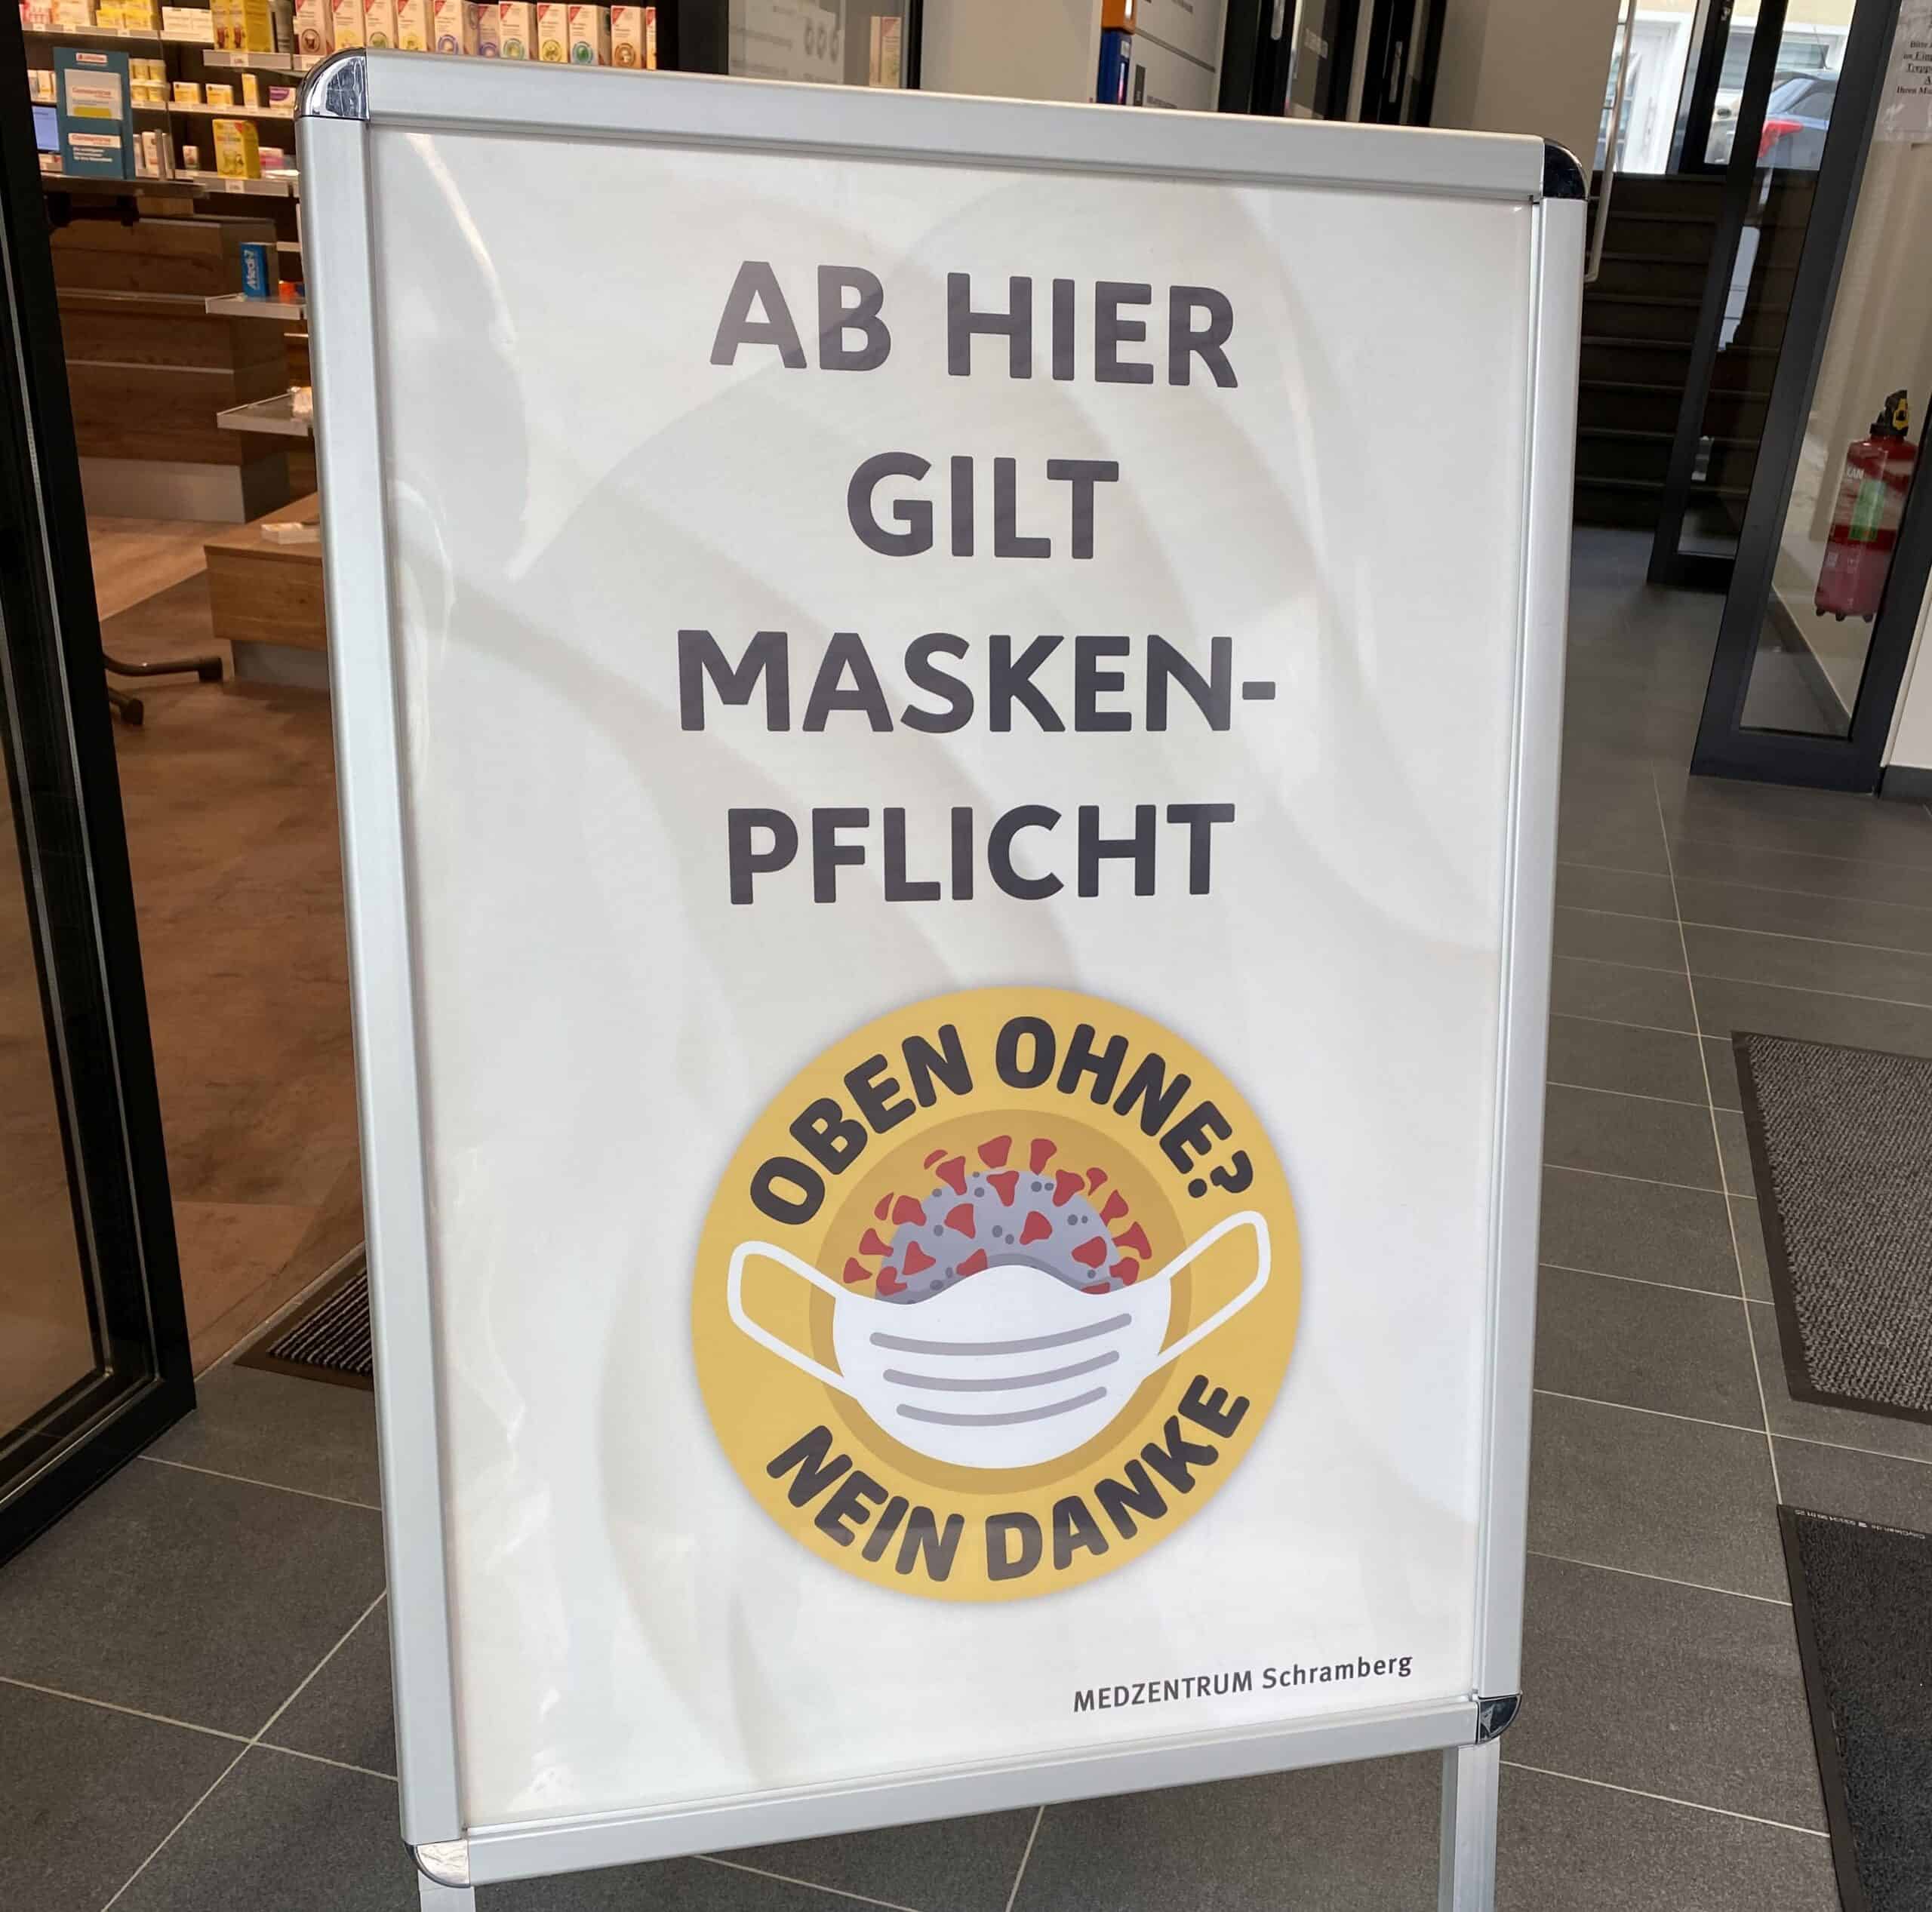 AB HIER
GILT
MASKEN-
PFLICHT
OBEN OHNE?
NEIN DANKE
MEDZENTRUM Schramberg